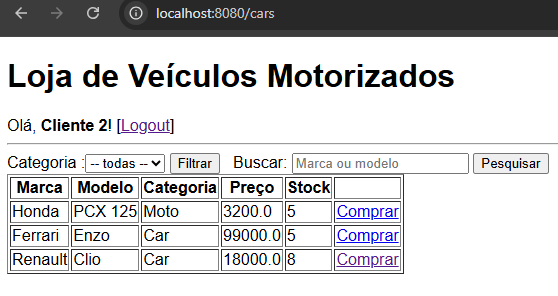 localhost:8080/cars
Loja de Veículos Motorizados
Olá, Cliente 2! [Logout]
Categoria : -- todas -- Filtrar Buscar: Marca ou modelo Pesquisar
Marca Modelo Categoria Preço Stock
Honda PCX 125 Moto 3200.0 5 Comprar
Ferrari Enzo Car 99000.0 5 Comprar
Renault Clio Car 18000.0 8 Comprar